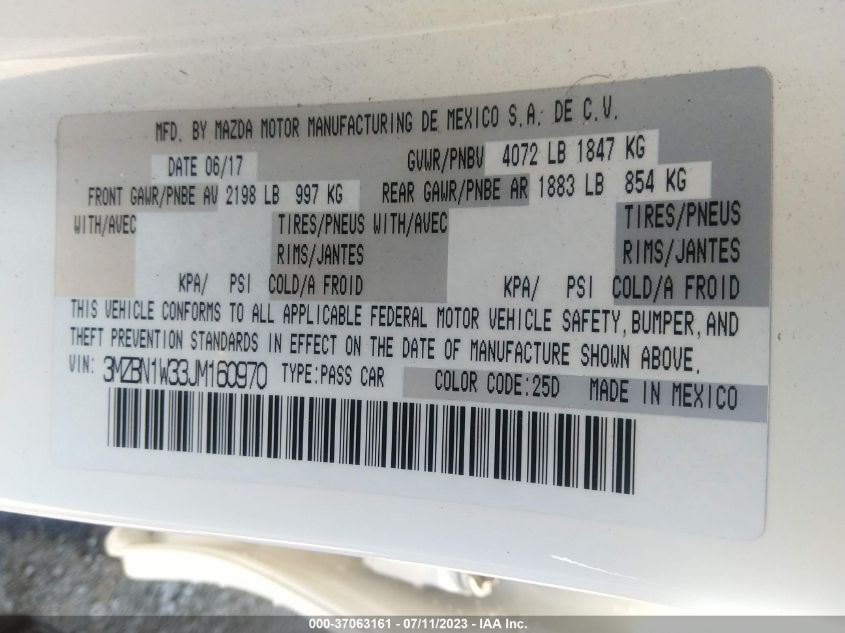 MFD. BY MAZDA MOTOR MANUFACTURING DE MEXICO S.A. DE C.V.
DATE 06/17 GVWR/PNBV 4072 LB 1847 KG
FRONT GAWR/PNBE AV 2198 LB 997 KG REAR GAWR/PNBE AR 1883 LB 854 KG
WITH/AVEC TIRES/PNEUS WITH/AVEC TIRES/PNEUS
RIMS/JANTES RIMS/JANTES
KPA/ PSI COLD/A FROID KPA/ PSI COLD/A FROID
THIS VEHICLE CONFORMS TO ALL APPLICABLE FEDERAL MOTOR VEHICLE SAFETY, BUMPER, AND
THEFT PREVENTION STANDARDS IN EFFECT ON THE DATE OF MANUFACTURE SHOWN ABOVE.
VIN: 3MZBN1W33JM160970 TYPE:PASS CAR COLOR CODE:25D MADE IN MEXICO
000-37063161 - 07/11/2023 - IAA Inc.